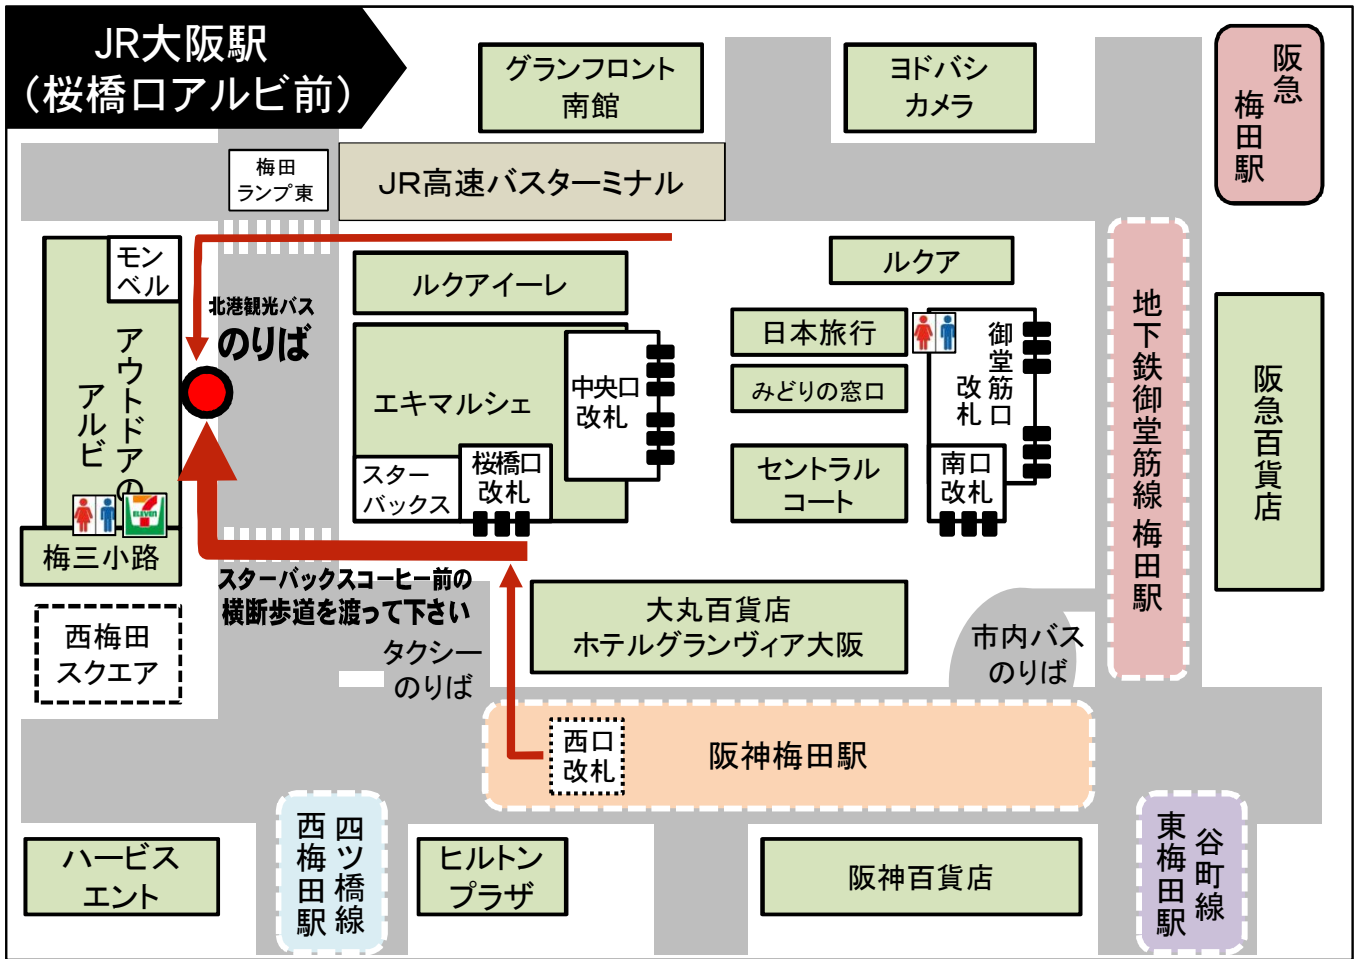 JR大阪駅
（桜橋口アルビ前）
グランフロント
南館
ヨドバシ
カメラ
阪急
梅田駅
梅田
ランプ東
JR高速バスターミナル
モン
ベル
ルクアイーレ
ルクア
北港観光バス
のりば
アウトドアの
アルビ
エキマルシェ
中央口
改札
日本旅行
みどりの窓口
御堂筋口
改札
地下鉄御堂筋線 梅田駅
阪急百貨店
スター
バックス
桜橋口
改札
セントラル
コート
南口
改札
ELEVEN
梅三小路
スターバックスコーヒー前の
横断歩道を渡って下さい
西梅田
スクエア
タクシー
のりば
大丸百貨店
ホテルグランヴィア大阪
市内バス
のりば
西口
改札
阪神梅田駅
ハービス
エント
四ツ橋線
西梅田駅
ヒルトン
プラザ
阪神百貨店
谷町線
東梅田駅